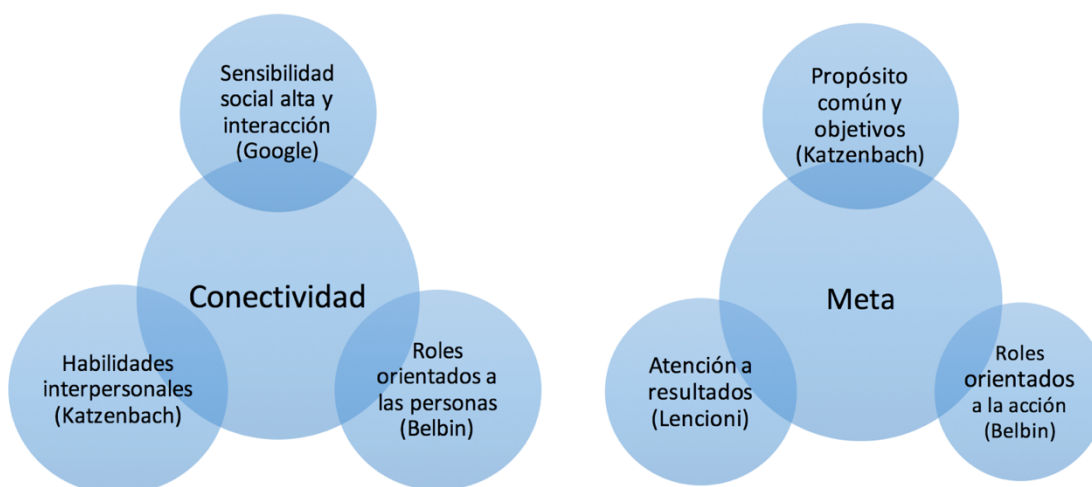 Sensibilidad
social alta y
interacción
(Google)
Conectividad
Habilidades
interpersonales
(Katzenbach)
Roles
orientados a
las personas
(Belbin)
Propósito
común y
objetivos
(Katzenbach)
Meta
Atención a
resultados
(Lencioni)
Roles
orientados
a la acción
(Belbin)